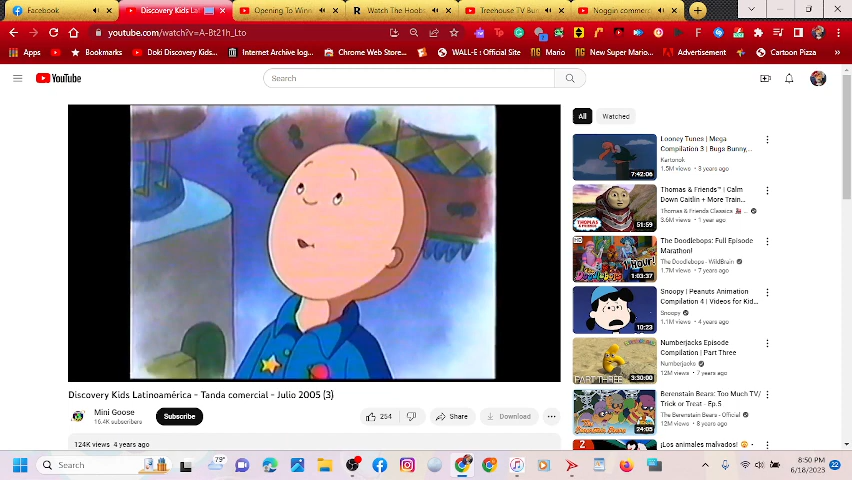 Facebook
Discovery Kids La
Opening To Winn
Watch The Hoob
Treehouse TV Bu
Noggin commerc
youtube.com/watch?v=A-Bt21h_Lto
Apps
Bookmarks
Doki Discovery Kids...
Internet Archive log...
Chrome Web Store...
WALL-E : Official Site
Mario
New Super Mario...
Advertisement
Cartoon Pizza
YouTube
Search
All
Watched
Looney Tunes | Mega
Compilation 3 | Bugs Bunny,...
Kartonok
1.5M views • 3 years ago
7:42:06
Thomas & Friends™ | Calm
Down Caitlin + More Train...
Thomas & Friends Classics
3.6M views • 1 year ago
51:59
The Doodlebops: Full Episode
Marathon!
The Doodlebops - WildBrain
1.7M views • 7 years ago
HD
1 HOUR!
1:03:37
Snoopy | Peanuts Animation
Compilation 4 | Videos for Kid...
Snoopy
1.1M views • 4 years ago
10:23
Numberjacks Episode
Compilation | Part Three
Numberjacks
12M views • 7 years ago
PART THREE
3:30:00
Berenstain Bears: Too Much TV/
Trick or Treat - Ep.5
The Berenstain Bears - Official
12M views • 8 years ago
24:05
¡Los animales malvados!
Discovery Kids Latinoamérica - Tanda comercial - Julio 2005 (3)
Mini Goose
16.4K subscribers
Subscribe
254
Share
Download
124K views 4 years ago
Search
79°
8:50 PM
6/18/2023
22